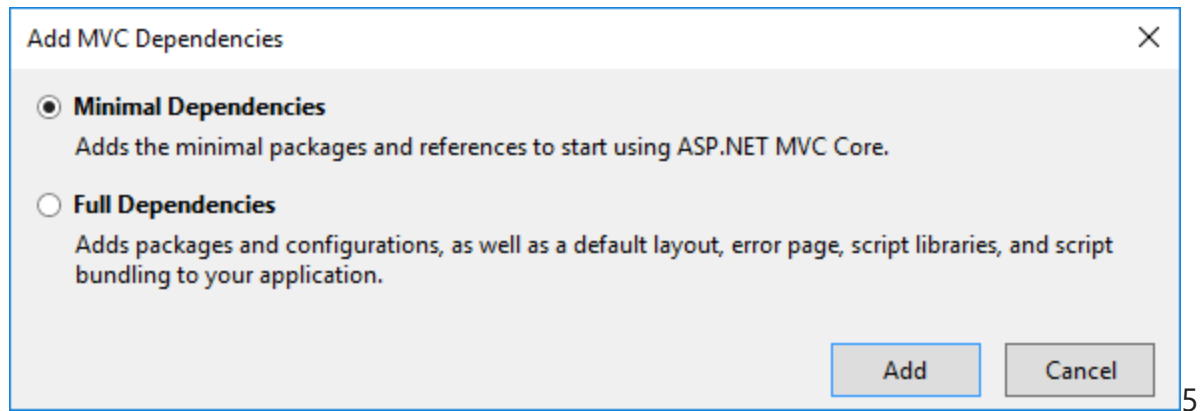 Add MVC Dependencies
Minimal Dependencies
Adds the minimal packages and references to start using ASP.NET MVC Core.
Full Dependencies
Adds packages and configurations, as well as a default layout, error page, script libraries, and script
bundling to your application.
Add Cancel
5